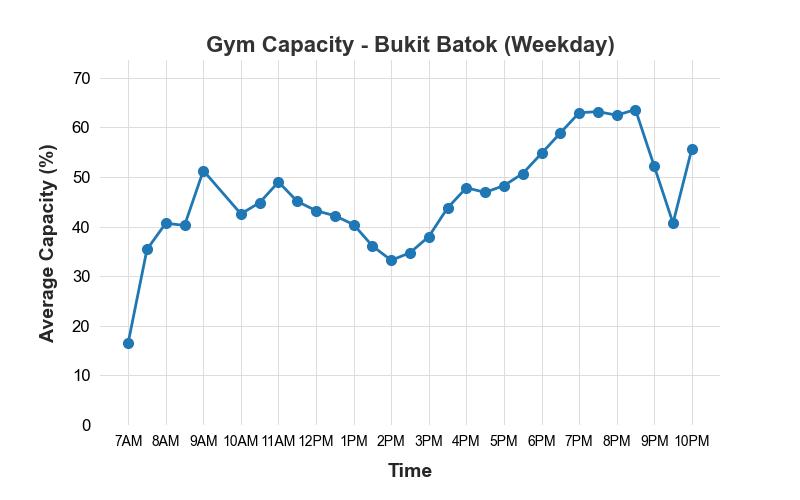 Gym Capacity - Bukit Batok (Weekday)
Average Capacity (%)
70
60
50
40
30
20
10
0
7AM 8AM 9AM 10AM 11AM 12PM 1PM 2PM 3PM 4PM 5PM 6PM 7PM 8PM 9PM 10PM
Time